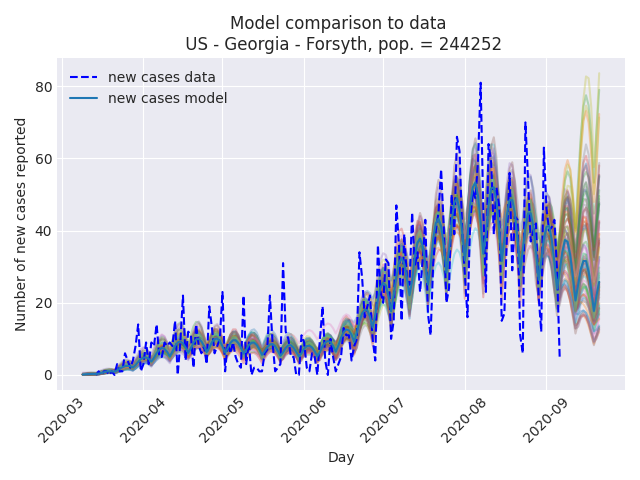 Model comparison to data
US - Georgia - Forsyth, pop. = 244252
new cases data
new cases model
Number of new cases reported
80
60
40
20
0
2020-03
2020-04
2020-05
2020-06
2020-07
2020-08
2020-09
Day